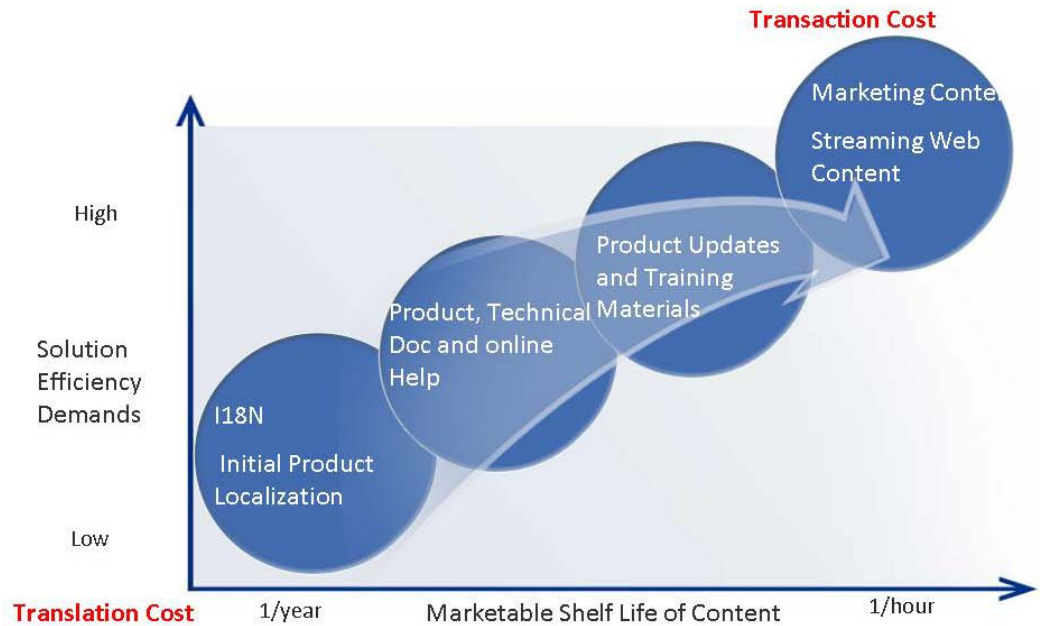 Transaction Cost
Marketing Conte
Streaming Web
Content
High
Product Updates
and Training
Materials
Product, Technical
Doc and online
Help
Solution
Efficiency
Demands
I18N
Initial Product
Localization
Low
Translation Cost
1/year
Marketable Shelf Life of Content
1/hour